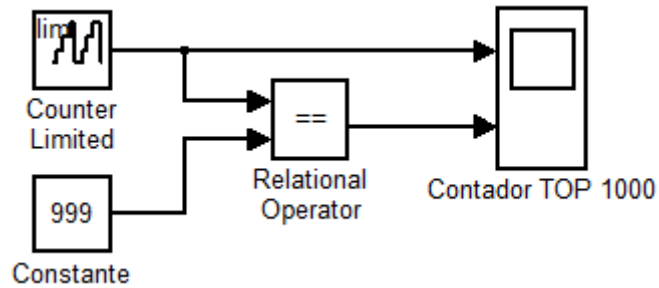 lim
Counter
Limited
==
Relational
Operator
Contador TOP 1000
999
Constante